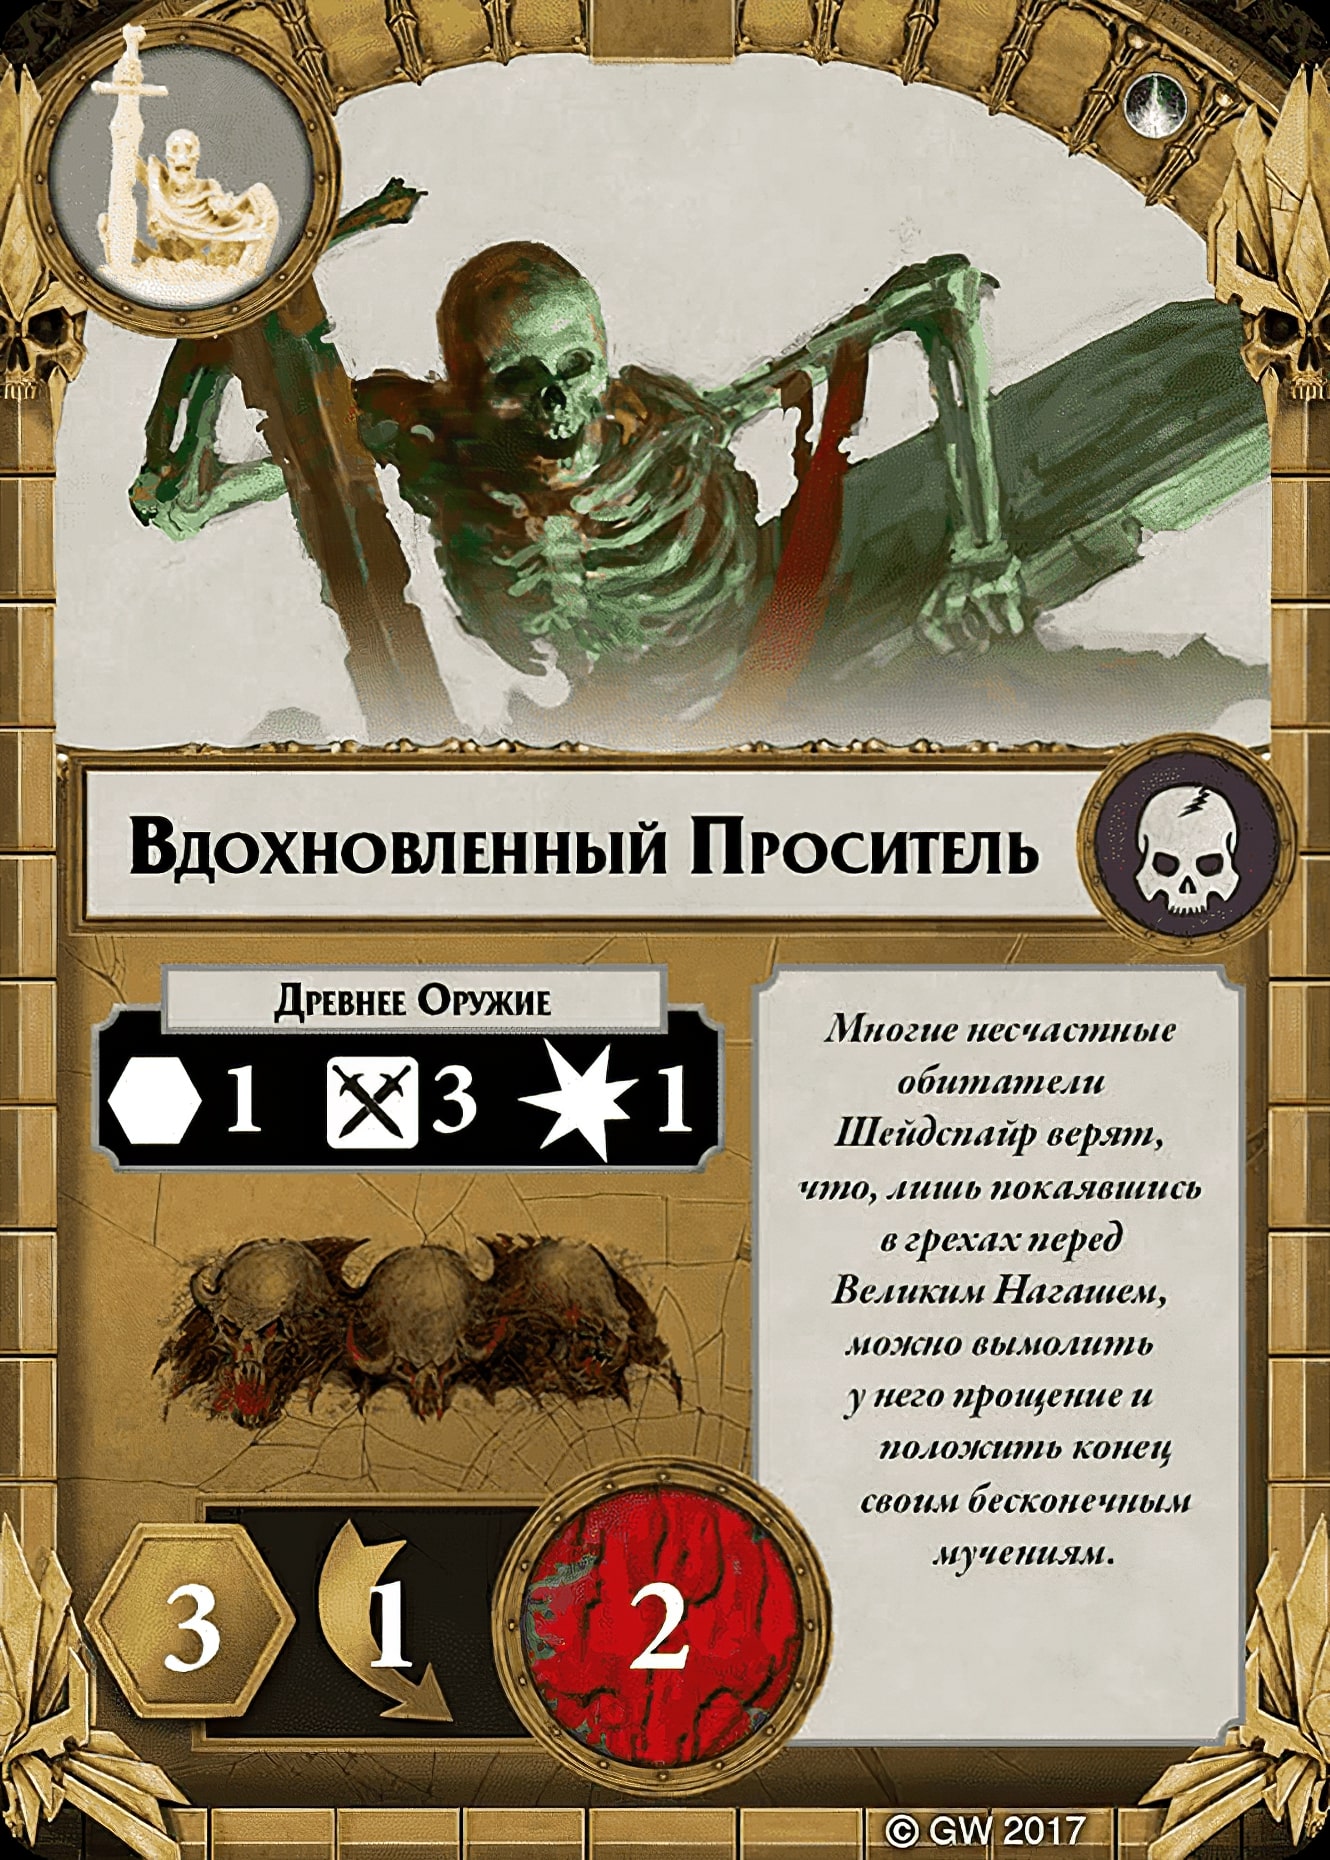 Вдохновленный Проситель
Древнее Оружие
1 3 1
Многие несчастные
обитатели
Шейдспайр верят,
что, лишь покаявшись
в грехах перед
Великим Нагашем,
можно вымолить
у него прощение и
положить конец
своим бесконечным
мучениям.
3 1 2
© GW 2017